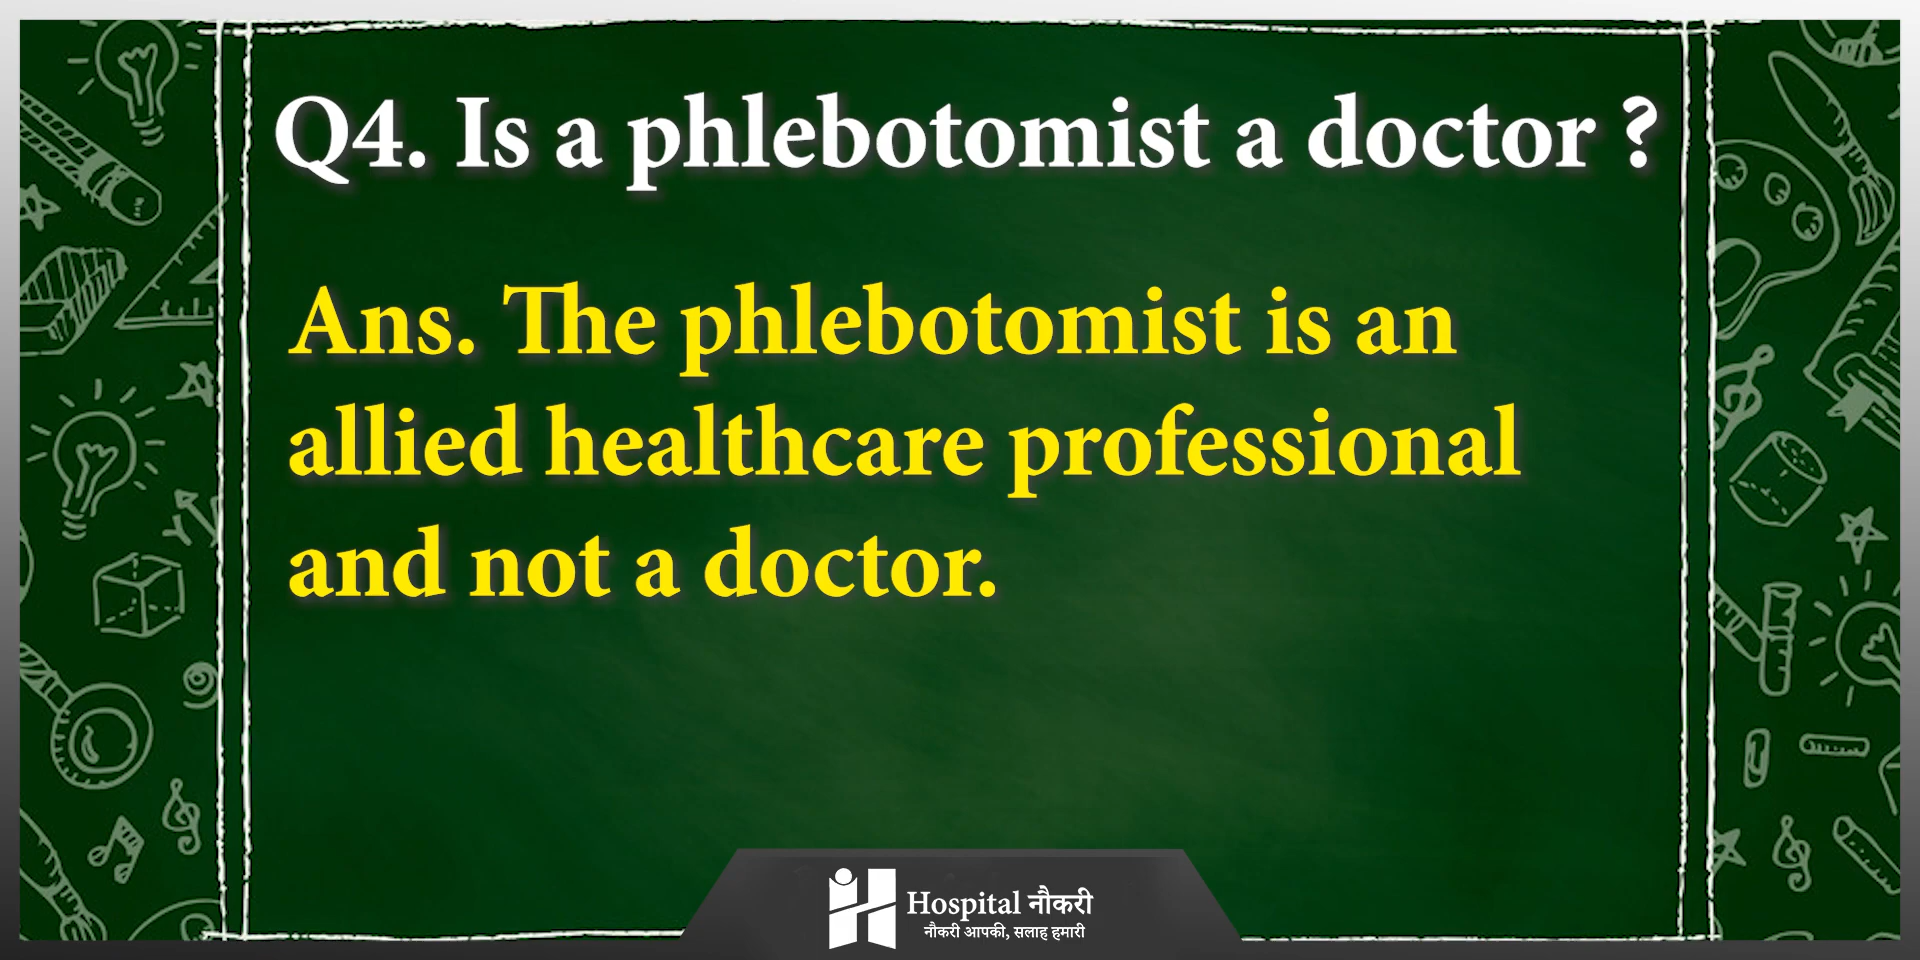 Q4. Is a phlebotomist a doctor ?
Ans. The phlebotomist is an
allied healthcare professional
and not a doctor.
Hospital नौकरी
नौकरी आपकी, सलाह हमारी